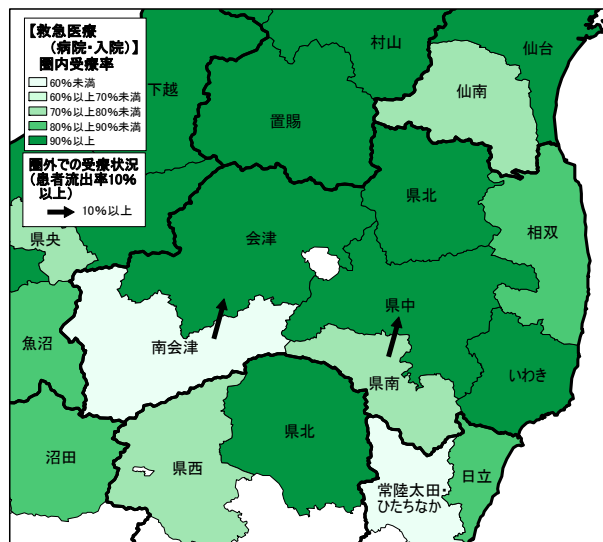 【救急医療
(病院・入院)】
圏内受療率
60%未満
60%以上70%未満
70%以上80%未満
80%以上90%未満
90%以上
圏外での受療状況
(患者流出率10%
以上)
10%以上
村山
仙台
下越
置賜
仙南
県北
県央
会津
相双
県中
魚沼
南会津
県南
いわき
沼田
県西
県北
常陸太田・
ひたちなか
日立